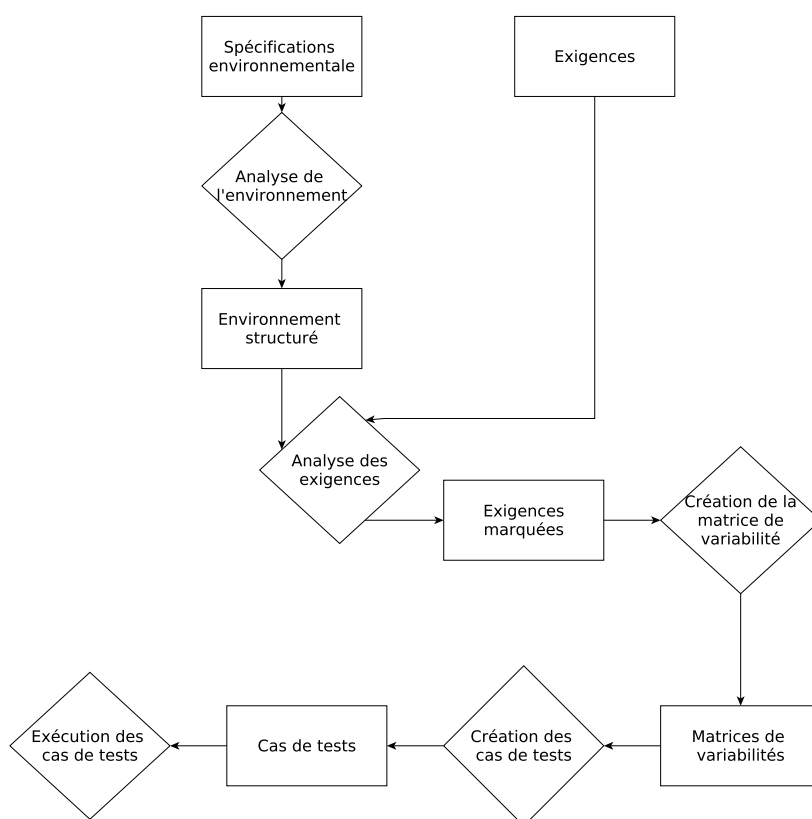 Spécifications
environnementale
Exigences
Analyse de
l'environnement
Environnement
structuré
Analyse des
exigences
Exigences
marquées
Création de la
matrice de
variabilité
Exécution des
cas de tests
Cas de tests
Création des
cas de tests
Matrices de
variabilités